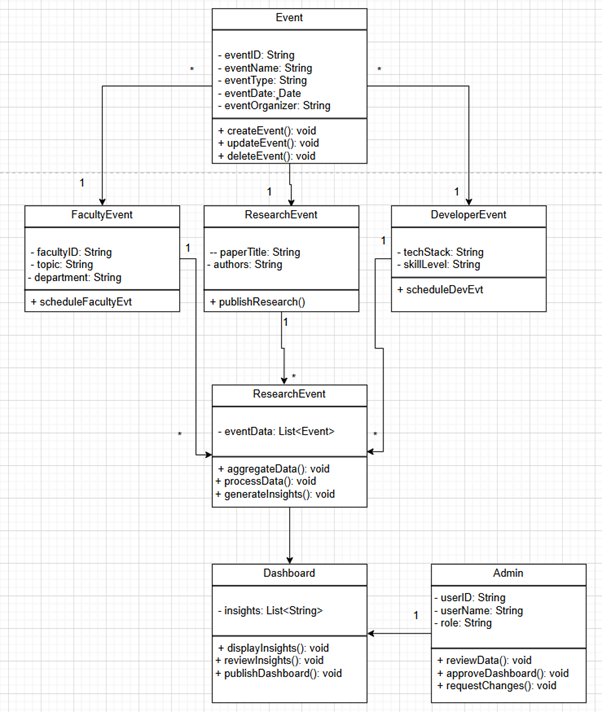 Event
- eventID: String
- eventName: String
- eventType: String
- eventDate: Date
- eventOrganizer: String
+ createEvent(): void
+ updateEvent(): void
+ deleteEvent(): void
*
*
*
1
1
1
FacultyEvent
- facultyID: String
- topic: String
- department: String
+ scheduleFacultyEvt
1
ResearchEvent
-- paperTitle: String
- authors: String
+ publishResearch()
1
DeveloperEvent
- techStack: String
- skillLevel: String
+ scheduleDevEvt
1
*
*
*
ResearchEvent
- eventData: List<Event>
+ aggregateData(): void
+ processData(): void
+ generateInsights(): void
Dashboard
- insights: List<String>
+ displayInsights(): void
+ reviewInsights(): void
+ publishDashboard(): void
1
Admin
- userID: String
- userName: String
- role: String
+ reviewData(): void
+ approveDashboard(): void
+ requestChanges(): void